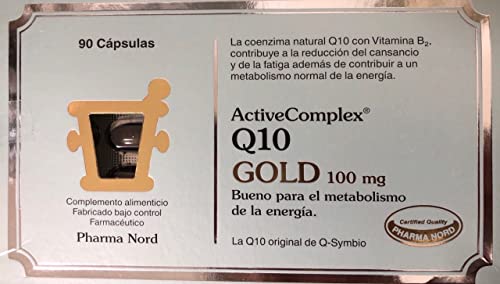 90 Cápsulas
Complemento alimenticio
Fabricado bajo control
Farmacéutico
Pharma Nord
La coenzima natural Q10 con Vitamina B₂,
contribuye a la reducción del cansancio
y de la fatiga además de contribuir a un
metabolismo normal de la energía.
ActiveComplex®
Q10
GOLD 100 mg
Bueno para el metabolismo
de la energía.
La Q10 original de Q-Symbio
Certified Quality
PHARMA NORD